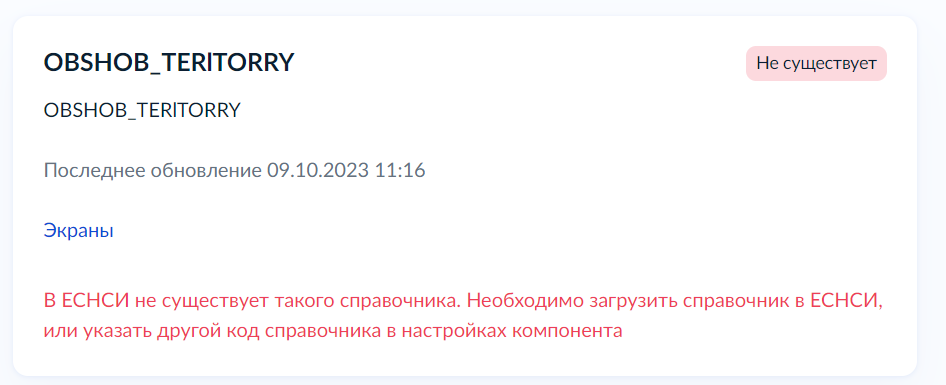 OBSHOB_TERITORRY
Не существует
OBSHOB_TERITORRY
Последнее обновление 09.10.2023 11:16
Экраны
В ЕСНСИ не существует такого справочника. Необходимо загрузить справочник в ЕСНСИ,
или указать другой код справочника в настройках компонента